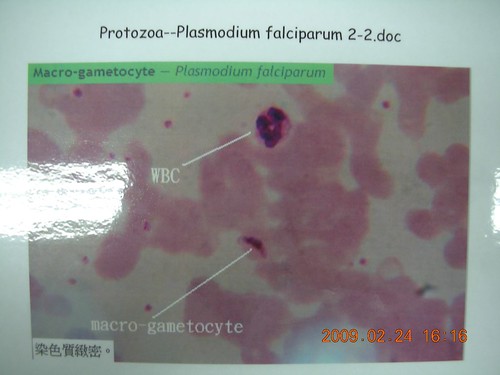 Protozoa--Plasmodium falciparum 2-2.doc
Macro-gametocyte — Plasmodium falciparum
WBC
macro-gametocyte
2009.02.24 16:16
染色質緻密。